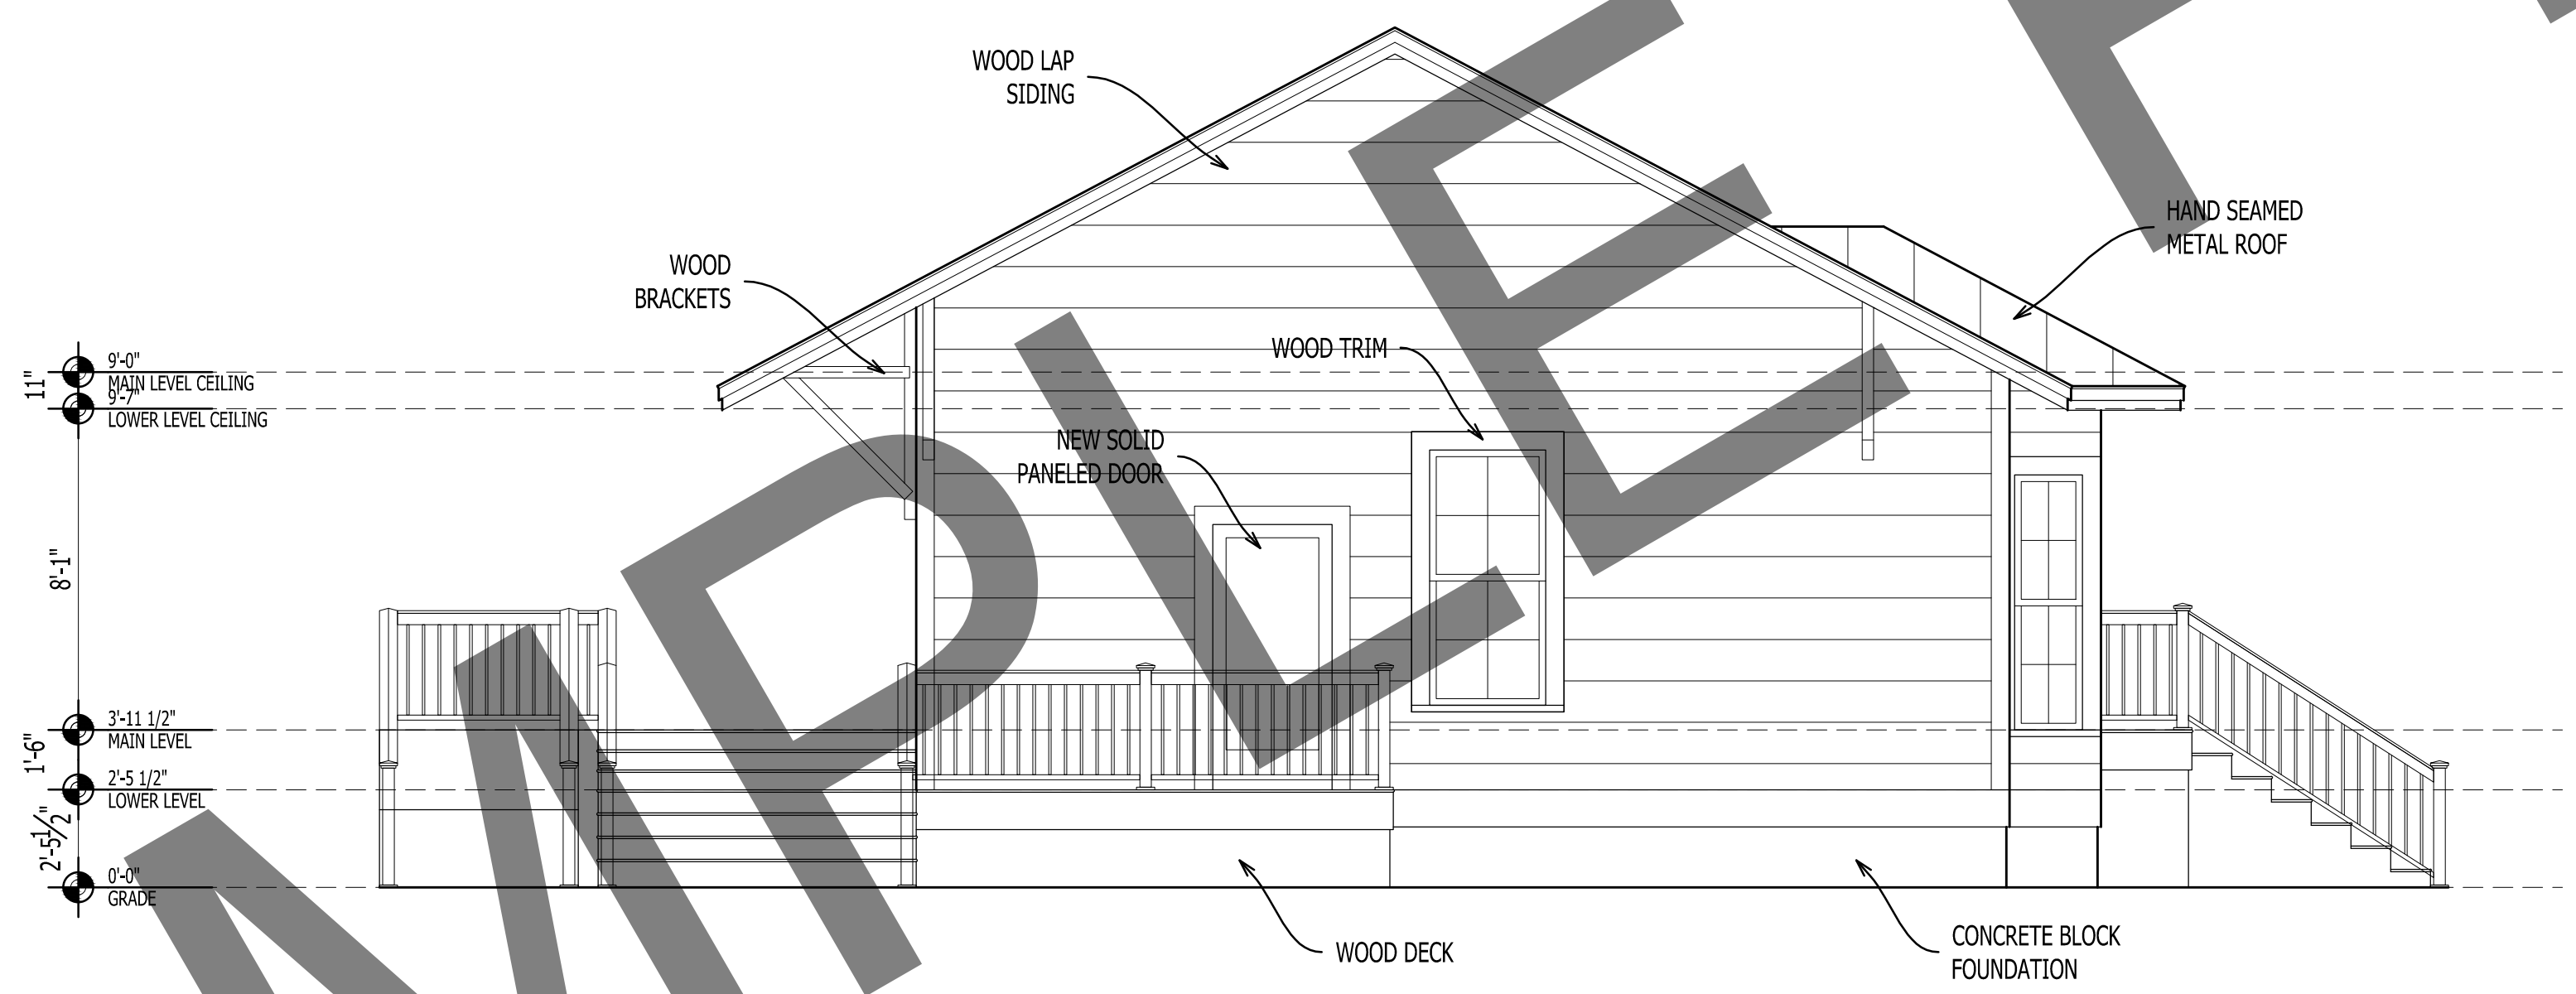 WOOD LAP
SIDING
HAND SEAMED
METAL ROOF
WOOD
BRACKETS
WOOD TRIM
9'-0"
MAIN LEVEL CEILING
11"
9'-7"
LOWER LEVEL CEILING
NEW SOLID
PANELED DOOR
8'-1"
3'-11 1/2"
MAIN LEVEL
1'-6"
2'-5 1/2"
LOWER LEVEL
2'-5 1/2"
0'-0"
GRADE
WOOD DECK
CONCRETE BLOCK
FOUNDATION
MPLE